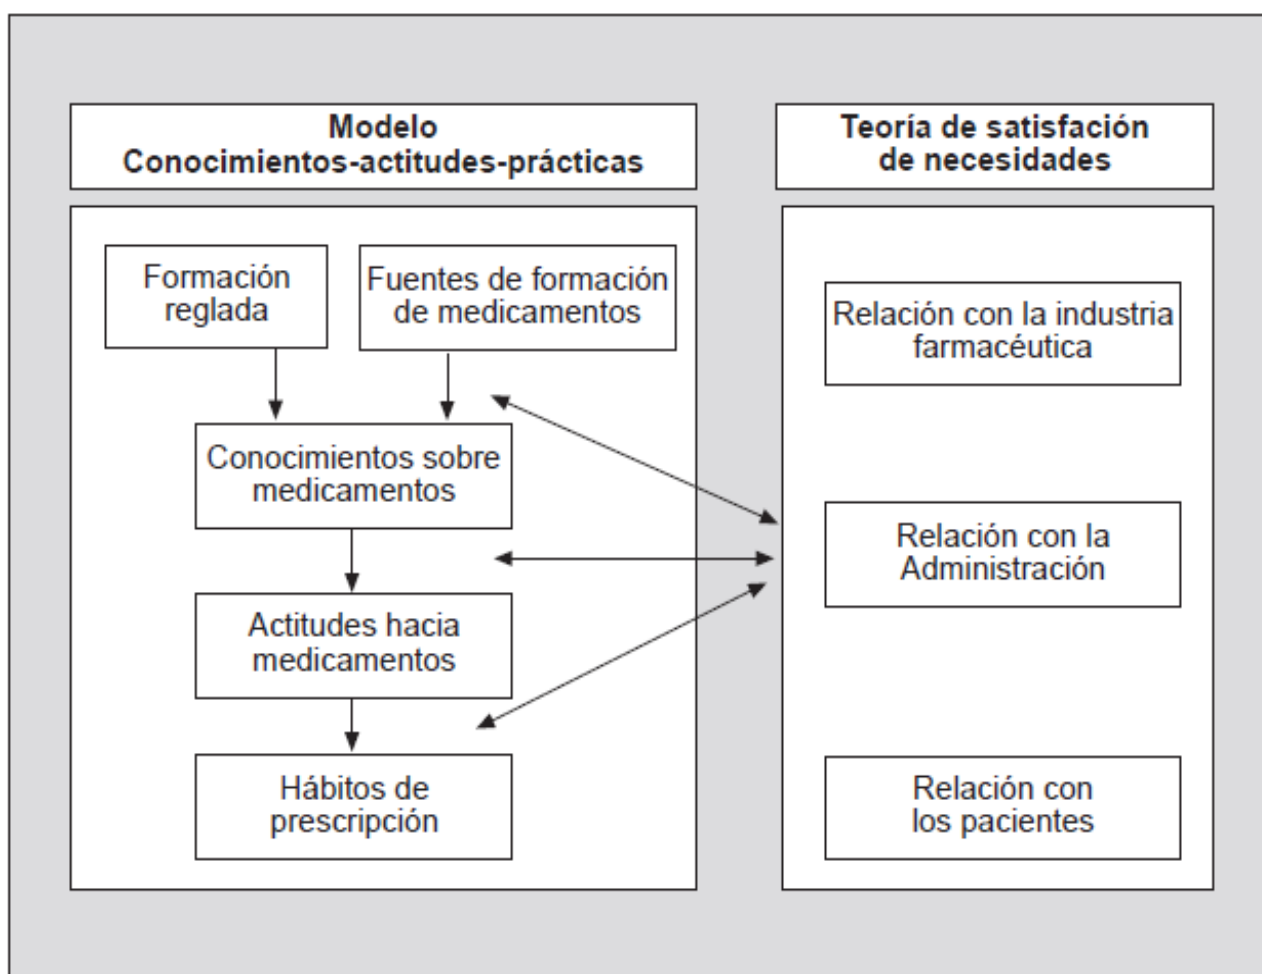 Modelo
Conocimientos-actitudes-prácticas
Formación
reglada
Fuentes de formación
de medicamentos
Conocimientos sobre
medicamentos
Actitudes hacia
medicamentos
Hábitos de
prescripción
Teoría de satisfación
de necesidades
Relación con la industria
farmacéutica
Relación con la
Administración
Relación con
los pacientes